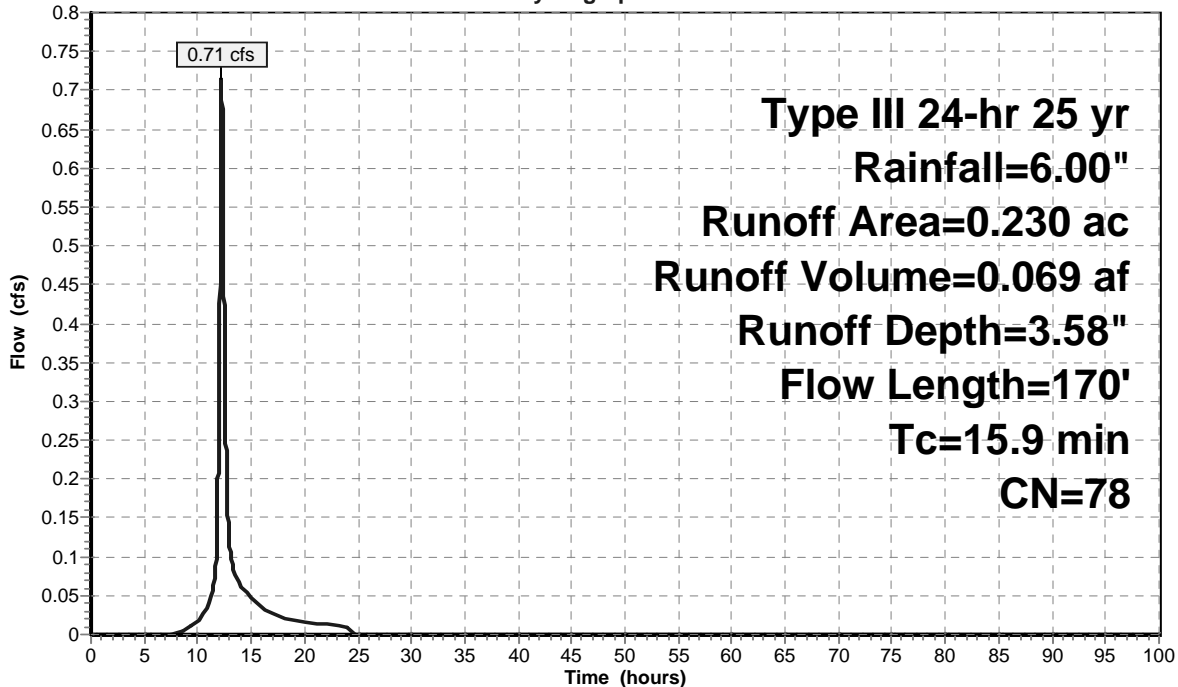 0.8
0.75
0.7
0.65
0.6
0.55
0.5
0.45
0.4
0.35
0.3
0.25
0.2
0.15
0.1
0.05
0
Flow (cfs)
0.71 cfs
Type III 24-hr 25 yr
Rainfall=6.00"
Runoff Area=0.230 ac
Runoff Volume=0.069 af
Runoff Depth=3.58"
Flow Length=170'
Tc=15.9 min
CN=78
0 5 10 15 20 25 30 35 40 45 50 55 60 65 70 75 80 85 90 95 100
Time (hours)